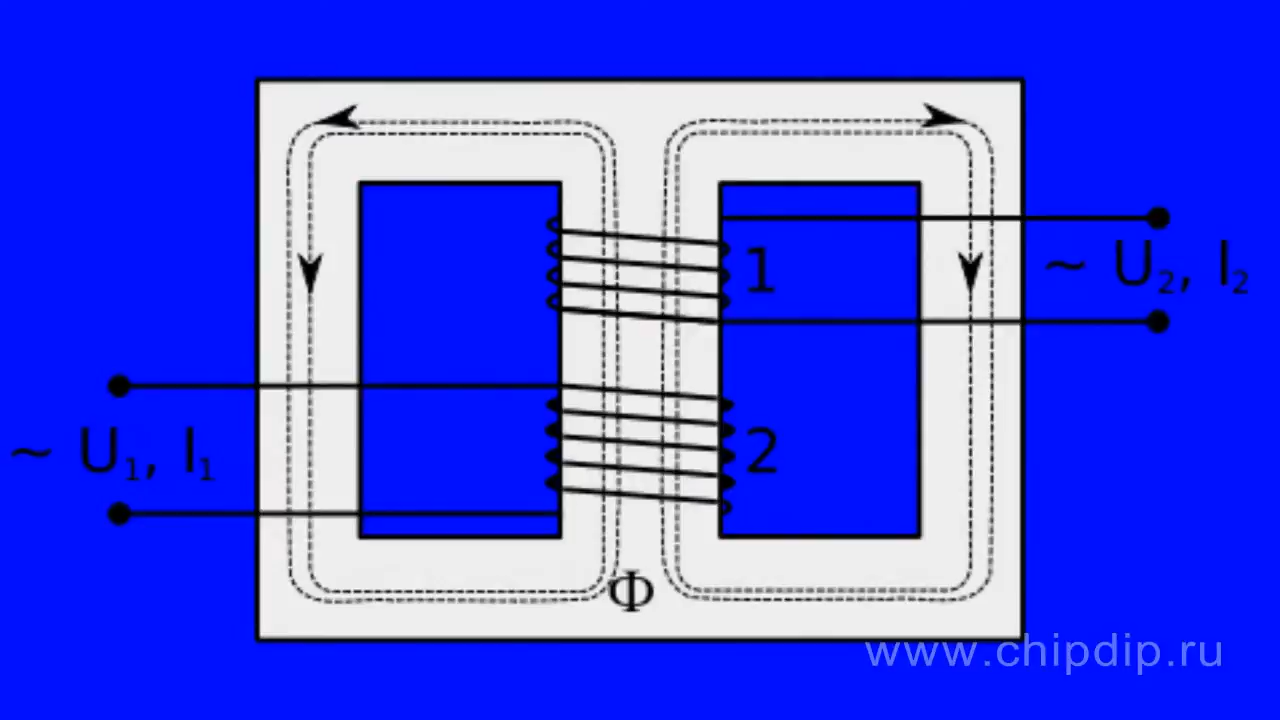 1
~ U₂, I₂
~ U₁, I₁
2
Φ
www.chipdip.ru